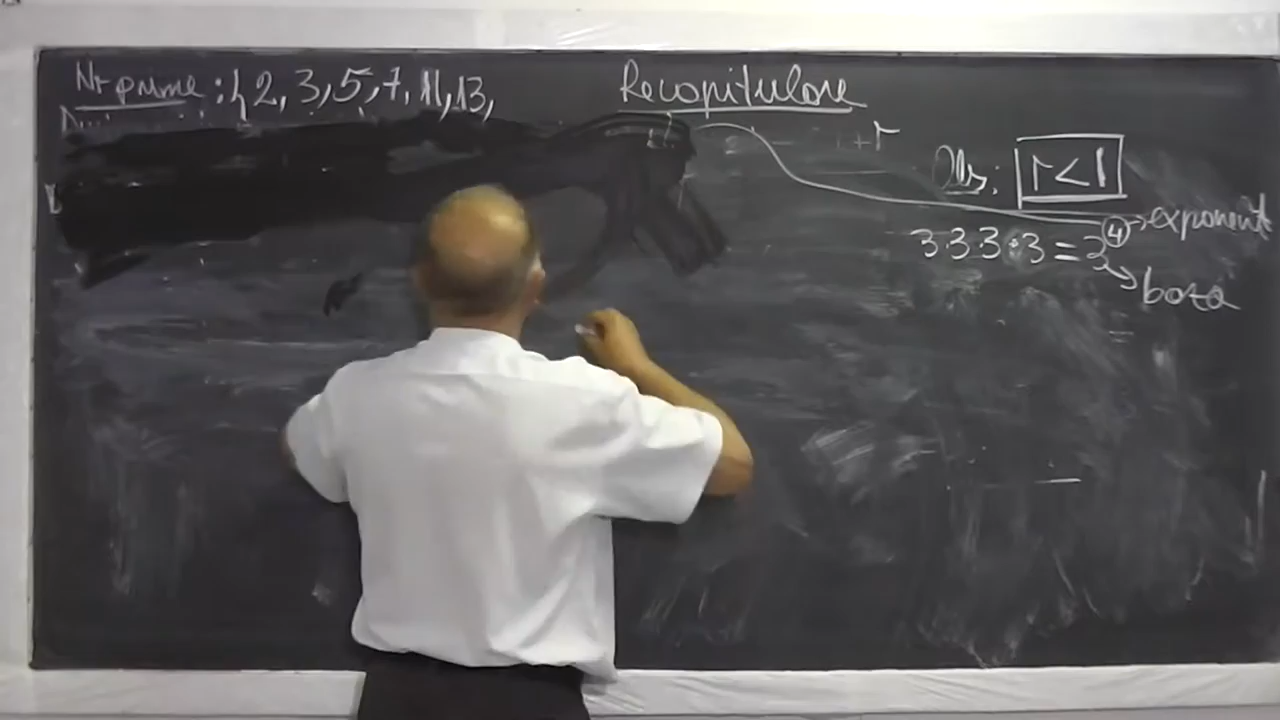 Nr prime : { 2, 3, 5, 7, 11, 13,
Recapitulare
Obs: r < 1
3·3·3·3 = 3④ → exponent
baza